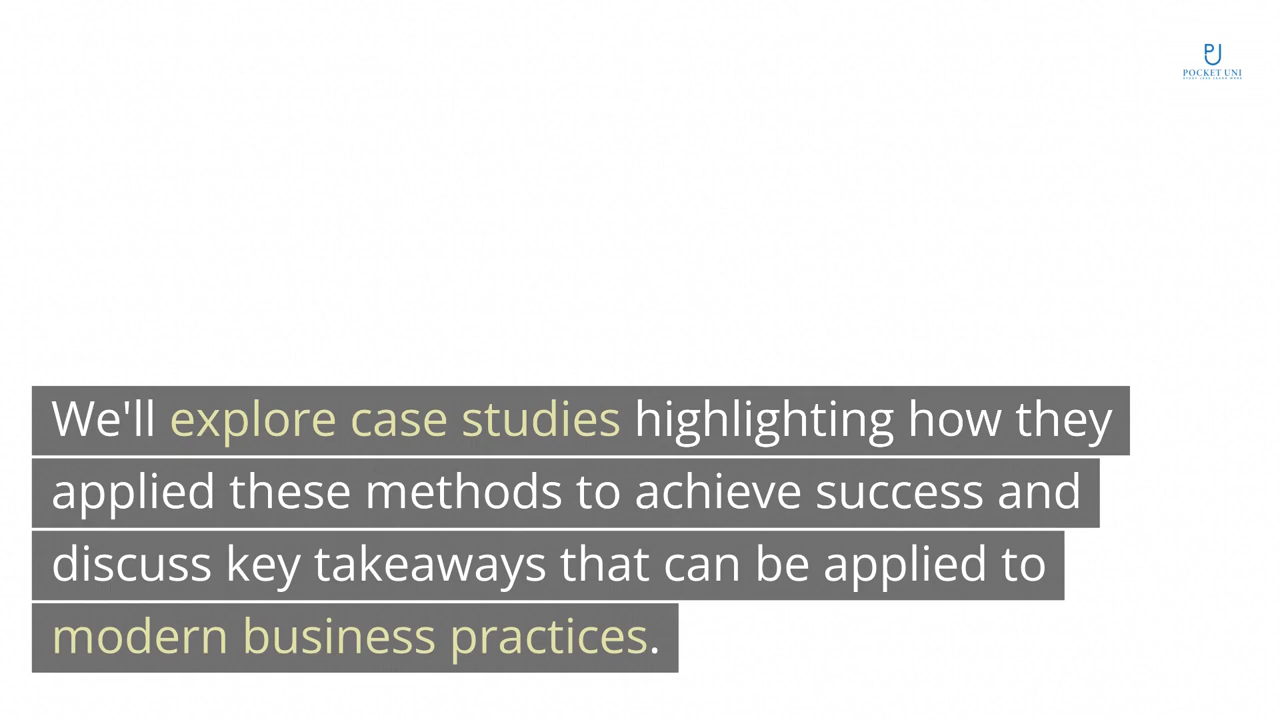 POCKET UNI
We'll explore case studies highlighting how they
applied these methods to achieve success and
discuss key takeaways that can be applied to
modern business practices.